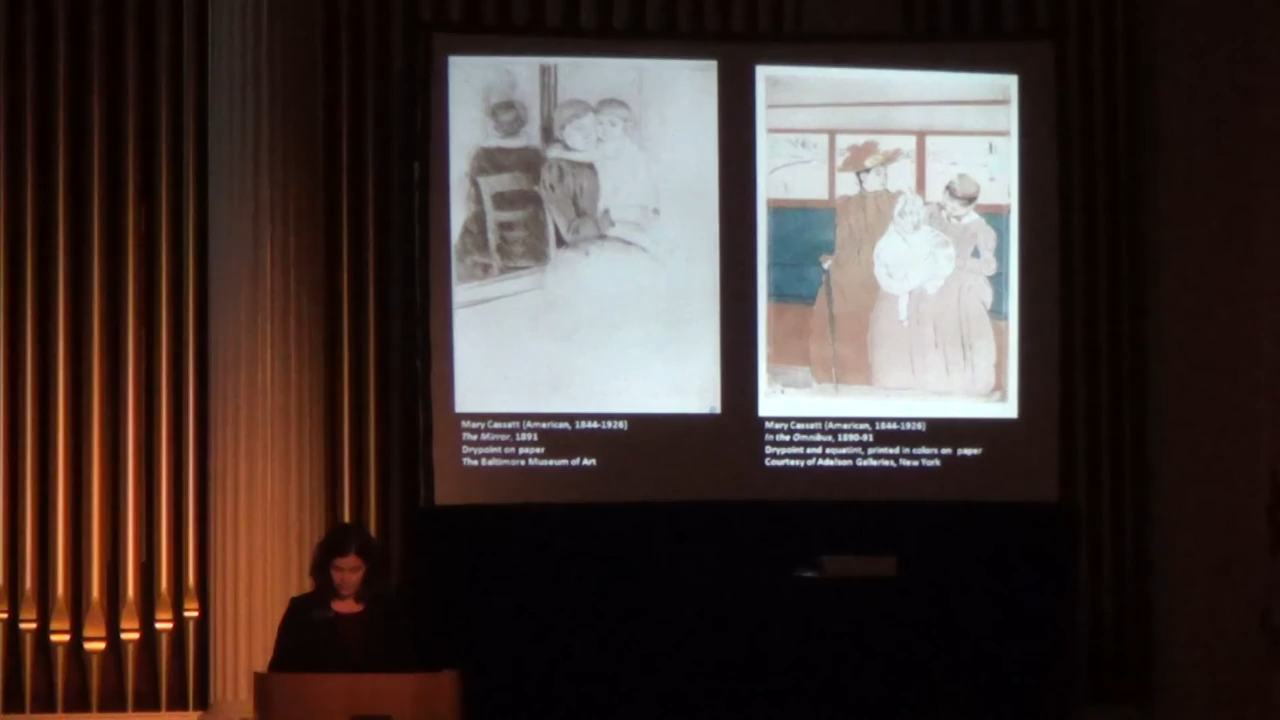 Mary Cassatt (American, 1844-1926)
The Mirror, 1891
Drypoint on paper
The Baltimore Museum of Art
Mary Cassatt (American, 1844-1926)
In the Omnibus, 1890-91
Drypoint and aquatint, printed in colors on paper
Courtesy of Adelson Galleries, New York